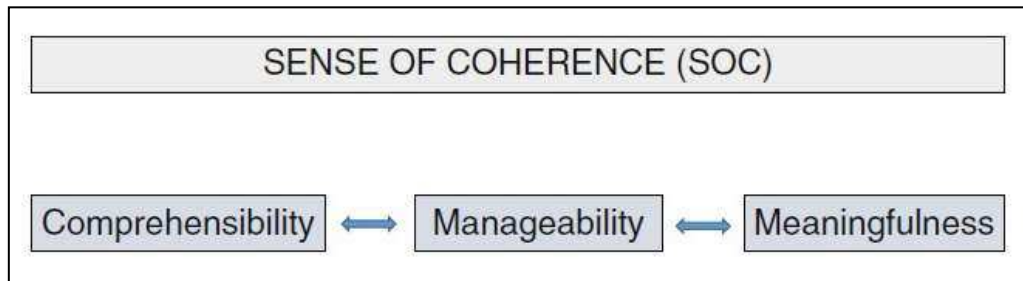 SENSE OF COHERENCE (SOC)
Comprehensibility Manageability Meaningfulness